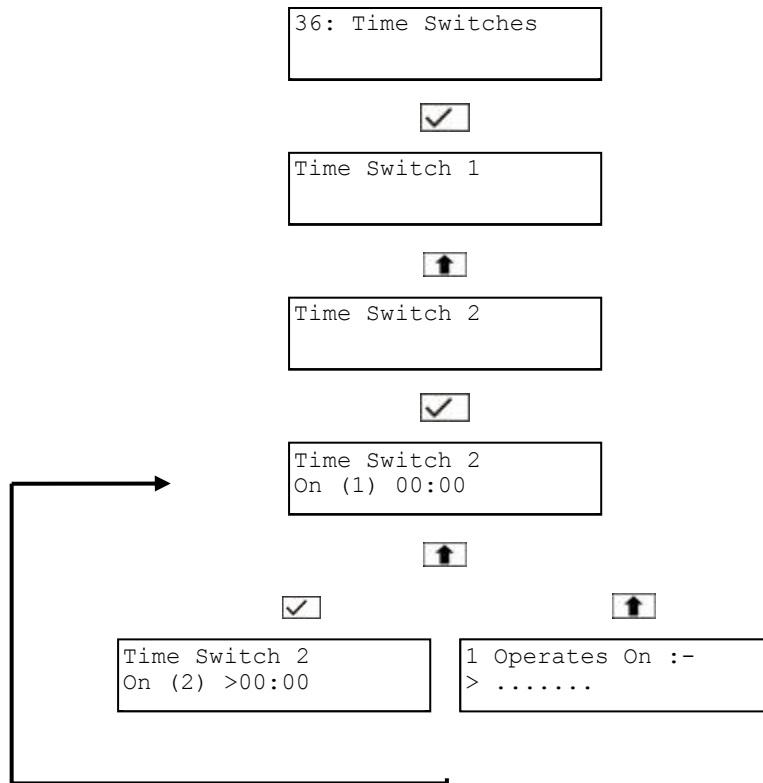 36: Time Switches
Time Switch 1
Time Switch 2
Time Switch 2
On (1) 00:00
Time Switch 2
On (2) >00:00
1 Operates On :-
> .......